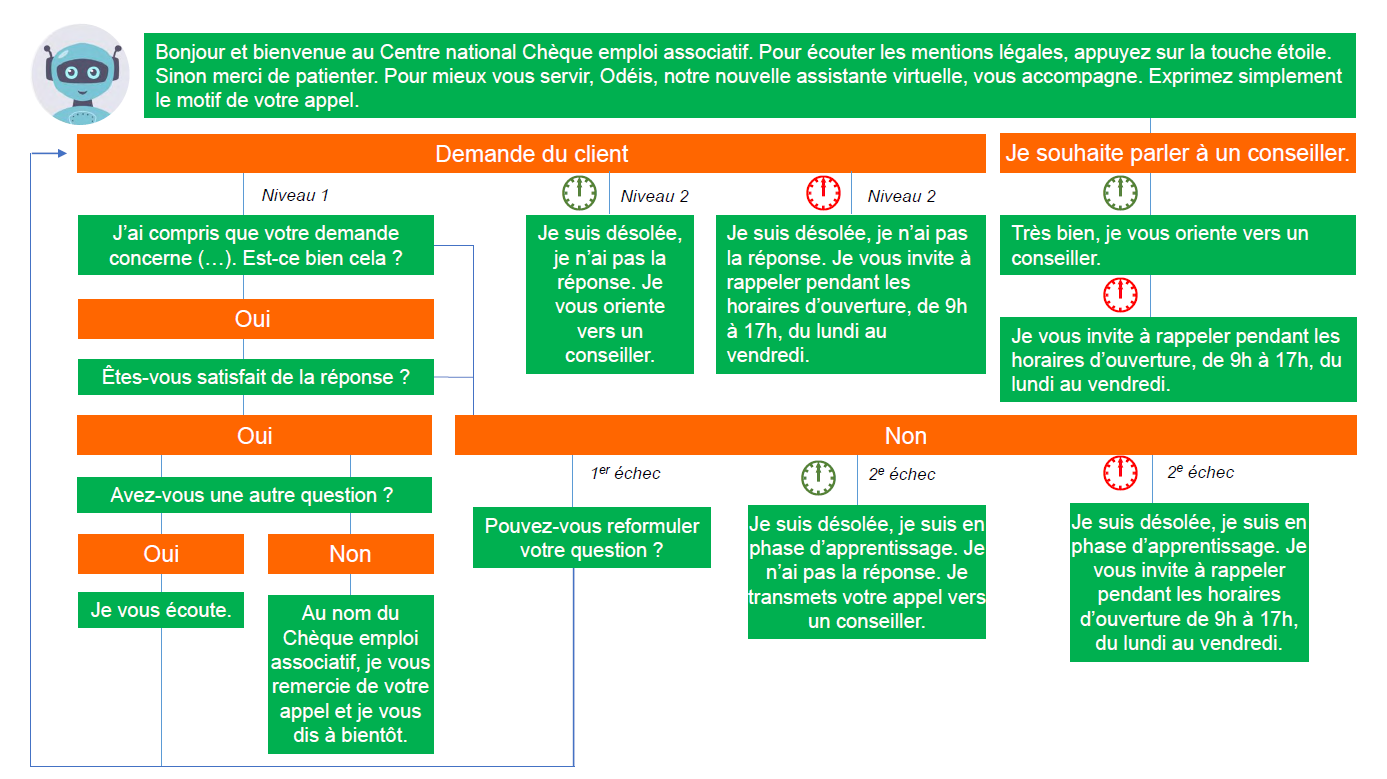 Bonjour et bienvenue au Centre national Chèque emploi associatif. Pour écouter les mentions légales, appuyez sur la touche étoile.
Sinon merci de patienter. Pour mieux vous servir, Odéis, notre nouvelle assistante virtuelle, vous accompagne. Exprimez simplement
le motif de votre appel.
Demande du client
Je souhaite parler à un conseiller.
Niveau 1
Niveau 2
Niveau 2
J’ai compris que votre demande
concerne (…). Est-ce bien cela ?
Je suis désolée,
je n’ai pas la
réponse. Je
vous oriente
vers un
conseiller.
Je suis désolée, je n’ai pas
la réponse. Je vous invite à
rappeler pendant les
horaires d’ouverture, de 9h
à 17h, du lundi au
vendredi.
Très bien, je vous oriente vers un
conseiller.
Je vous invite à rappeler pendant les
horaires d’ouverture, de 9h à 17h, du
lundi au vendredi.
Oui
Êtes-vous satisfait de la réponse ?
Oui
Non
Avez-vous une autre question ?
1er échec
2e échec
2e échec
Pouvez-vous reformuler
votre question ?
Je suis désolée, je suis en
phase d’apprentissage. Je
n’ai pas la réponse. Je
transmets votre appel vers
un conseiller.
Je suis désolée, je suis en
phase d’apprentissage. Je
vous invite à rappeler
pendant les horaires
d’ouverture de 9h à 17h,
du lundi au vendredi.
Oui
Non
Je vous écoute.
Au nom du
Chèque emploi
associatif, je vous
remercie de votre
appel et je vous
dis à bientôt.